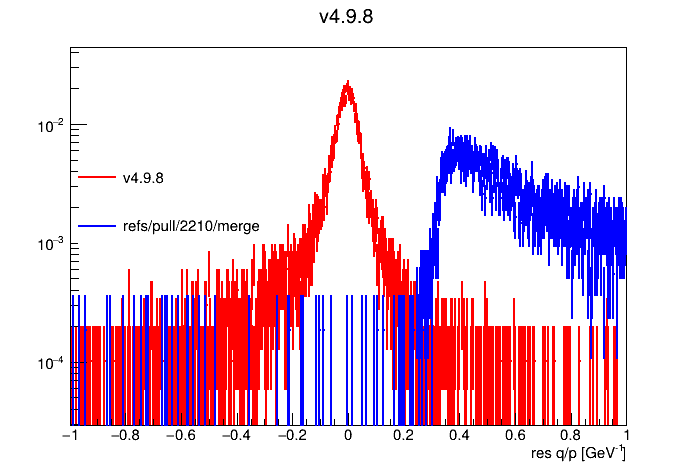 v4.9.8
10⁻²
v4.9.8
refs/pull/2210/merge
10⁻³
10⁻⁴
−1 −0.8 −0.6 −0.4 −0.2 0 0.2 0.4 0.6 0.8 1
res q/p [GeV⁻¹]